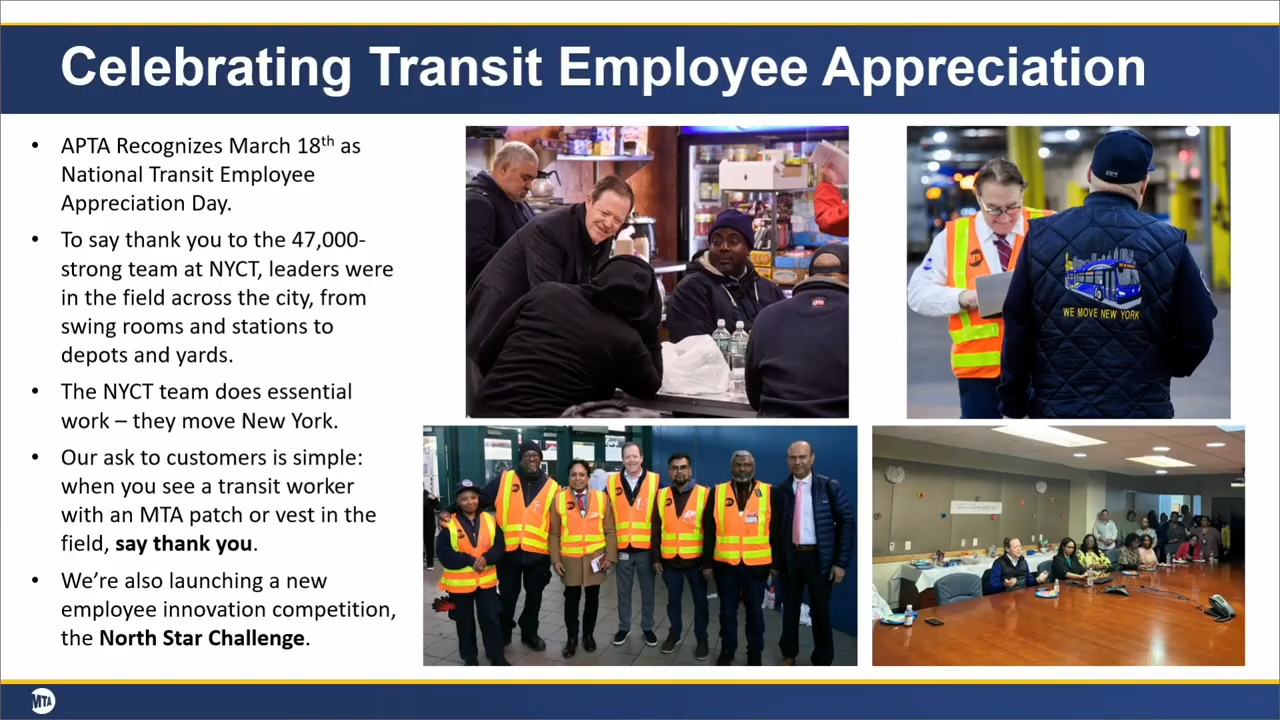 Celebrating Transit Employee Appreciation
• APTA Recognizes March 18th as
National Transit Employee
Appreciation Day.
• To say thank you to the 47,000-
strong team at NYCT, leaders were
in the field across the city, from
swing rooms and stations to
depots and yards.
• The NYCT team does essential
work – they move New York.
• Our ask to customers is simple:
when you see a transit worker
with an MTA patch or vest in the
field, say thank you.
• We’re also launching a new
employee innovation competition,
the North Star Challenge.
NYCT
WE MOVE NEW YORK
MTA